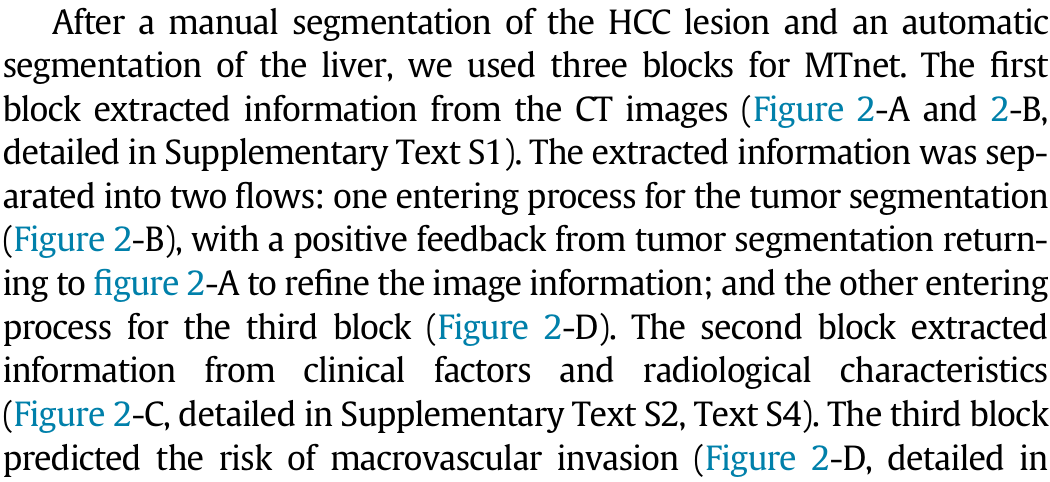 After a manual segmentation of the HCC lesion and an automatic
segmentation of the liver, we used three blocks for MTnet. The first
block extracted information from the CT images (Figure 2-A and 2-B,
detailed in Supplementary Text S1). The extracted information was sep-
arated into two flows: one entering process for the tumor segmentation
(Figure 2-B), with a positive feedback from tumor segmentation return-
ing to figure 2-A to refine the image information; and the other entering
process for the third block (Figure 2-D). The second block extracted
information from clinical factors and radiological characteristics
(Figure 2-C, detailed in Supplementary Text S2, Text S4). The third block
predicted the risk of macrovascular invasion (Figure 2-D, detailed in